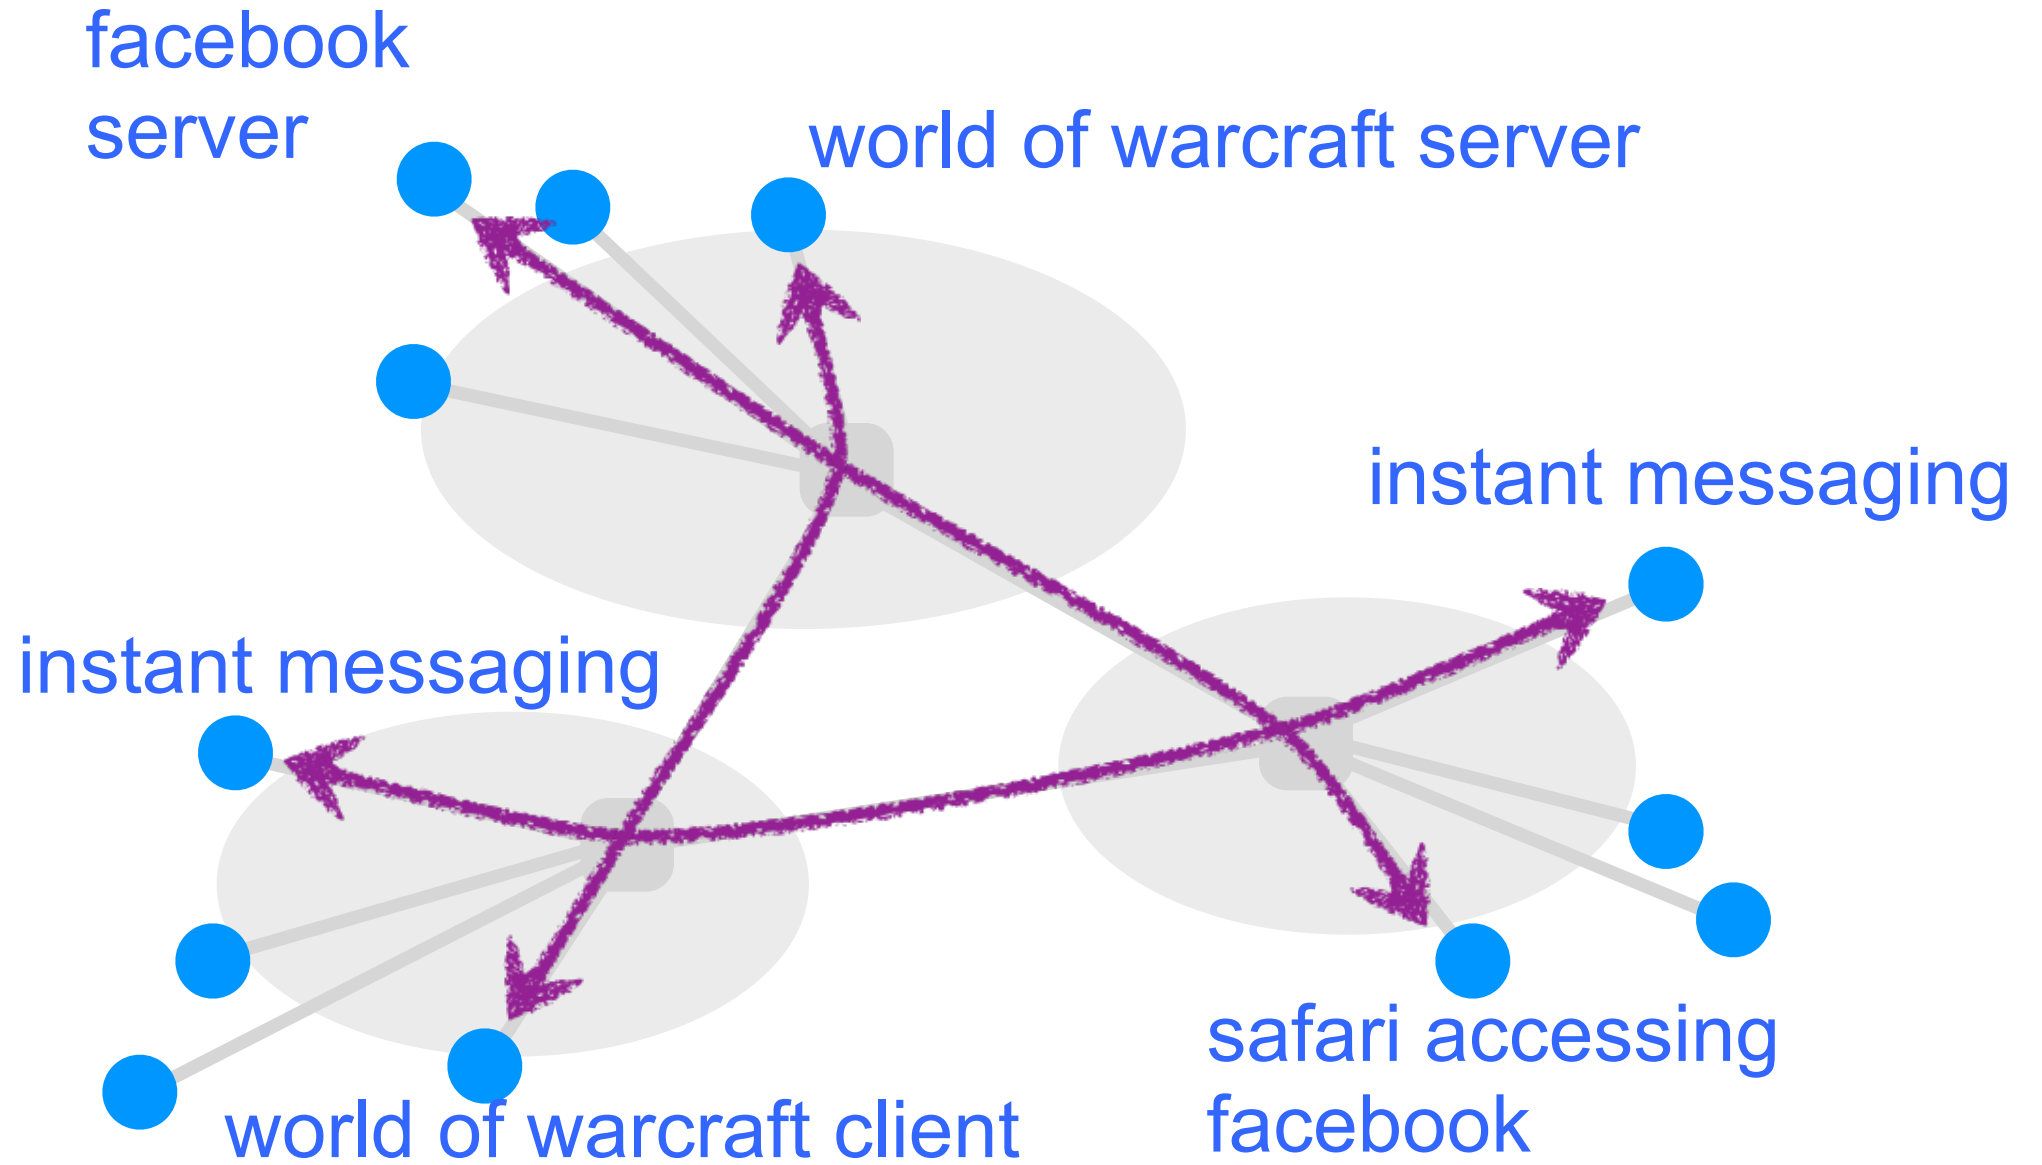 facebook
server
world of warcraft server
instant messaging
instant messaging
safari accessing
facebook
world of warcraft client